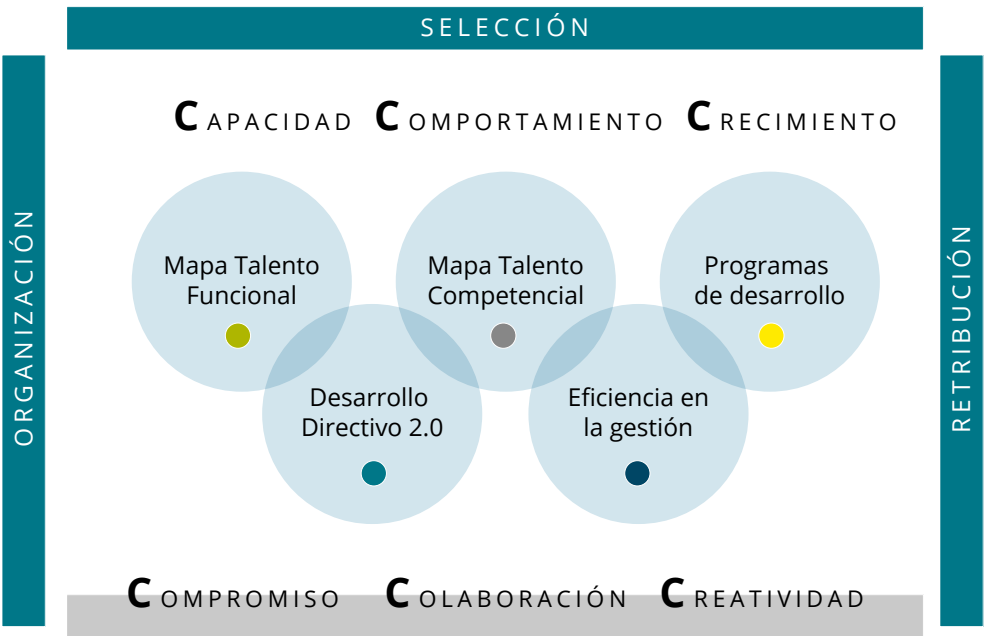 SELECCIÓN
ORGANIZACIÓN
CAPACIDAD COMPORTAMIENTO CRECIMIENTO
Mapa Talento
Funcional
Mapa Talento
Competencial
Programas
de desarrollo
Desarrollo
Directivo 2.0
Eficiencia en
la gestión
RETRIBUCIÓN
COMPROMISO COLABORACIÓN CREATIVIDAD